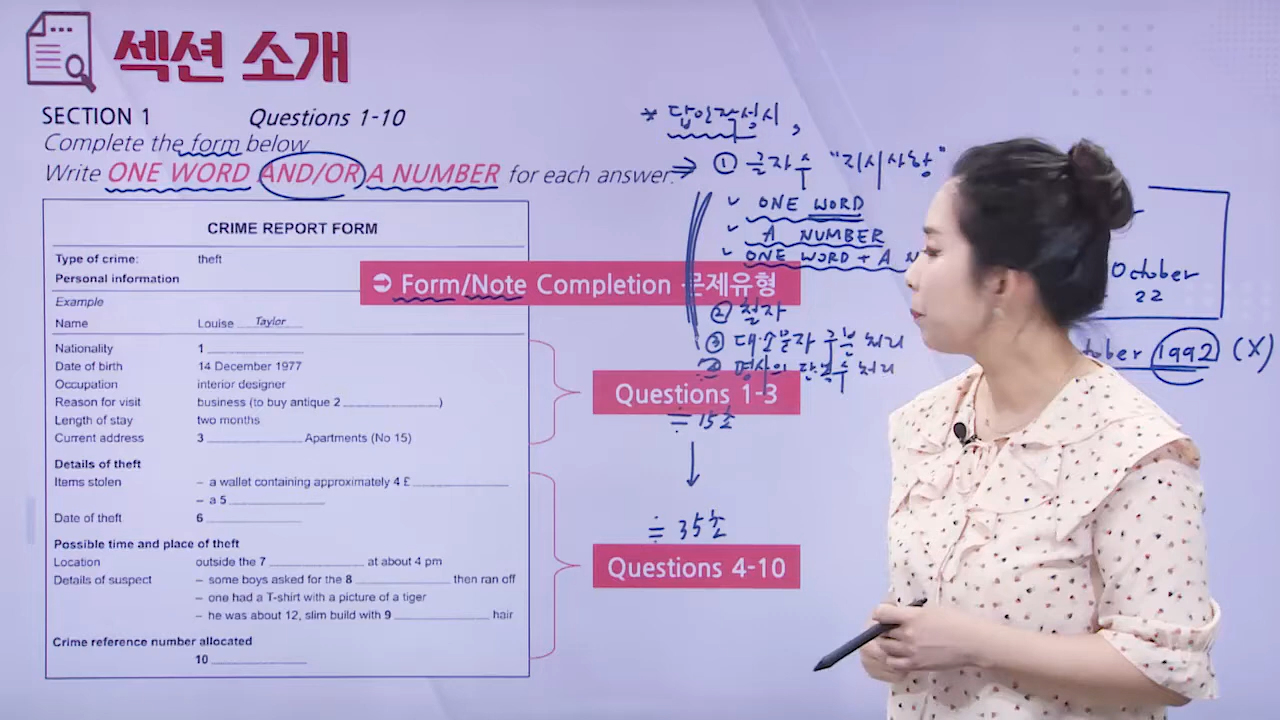 섹션 소개
SECTION 1 Questions 1-10
Complete the form below
Write ONE WORD AND/OR A NUMBER for each answer.
CRIME REPORT FORM
Type of crime: theft
Personal information
Example
Name Louise Taylor
Nationality 1
Date of birth 14 December 1977
Occupation interior designer
Reason for visit business (to buy antique 2 )
Length of stay two months
Current address 3 Apartments (No 15)
Details of theft
Items stolen – a wallet containing approximately 4 £
– a 5
Date of theft 6
Possible time and place of theft
Location outside the 7 at about 4 pm
Details of suspect – some boys asked for the 8 then ran off
– one had a T-shirt with a picture of a tiger
– he was about 12, slim build with 9 hair
Crime reference number allocated
10
➲ Form/Note Completion 문제유형
Questions 1-3
≒ 15초
↓
≒ 35초
Questions 4-10
* 답안작성시,
⇒ ① 글자수 "지시사항"
✓ ONE WORD
✓ A NUMBER
✓ ONE WORD + A N
② 철자
③ 대소문자 구분 처리
명사의 단복수 처리
October
22
tober 1992 (X)